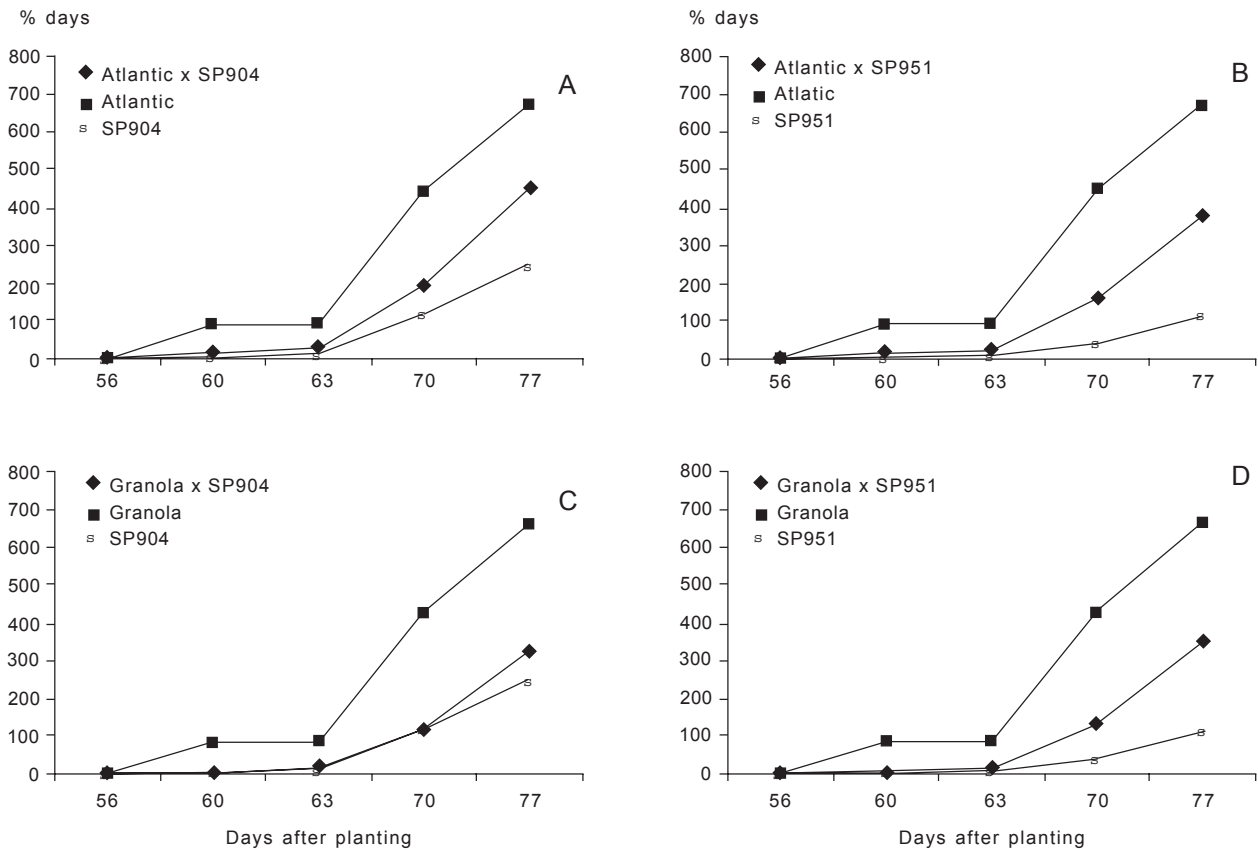 % days
800
700
600
500
400
300
200
100
0
Atlantic x SP904
Atlantic
SP904
A
56 60 63 70 77
% days
800
700
600
500
400
300
200
100
0
Atlantic x SP951
Atlatic
SP951
B
56 60 63 70 77
800
700
600
500
400
300
200
100
0
Granola x SP904
Granola
SP904
C
56 60 63 70 77
Days after planting
800
700
600
500
400
300
200
100
0
Granola x SP951
Granola
SP951
D
56 60 63 70 77
Days after planting